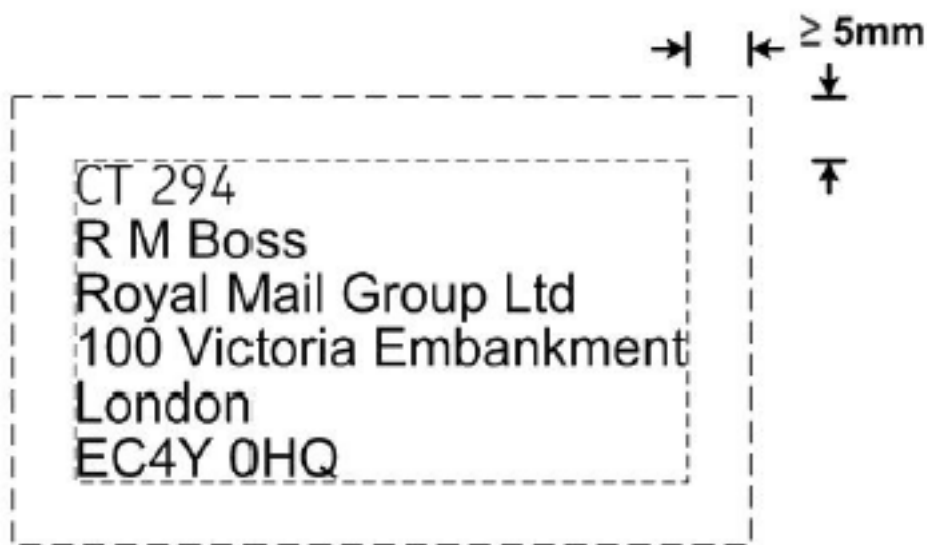 ≥ 5mm
CT 294
R M Boss
Royal Mail Group Ltd
100 Victoria Embankment
London
EC4Y 0HQ